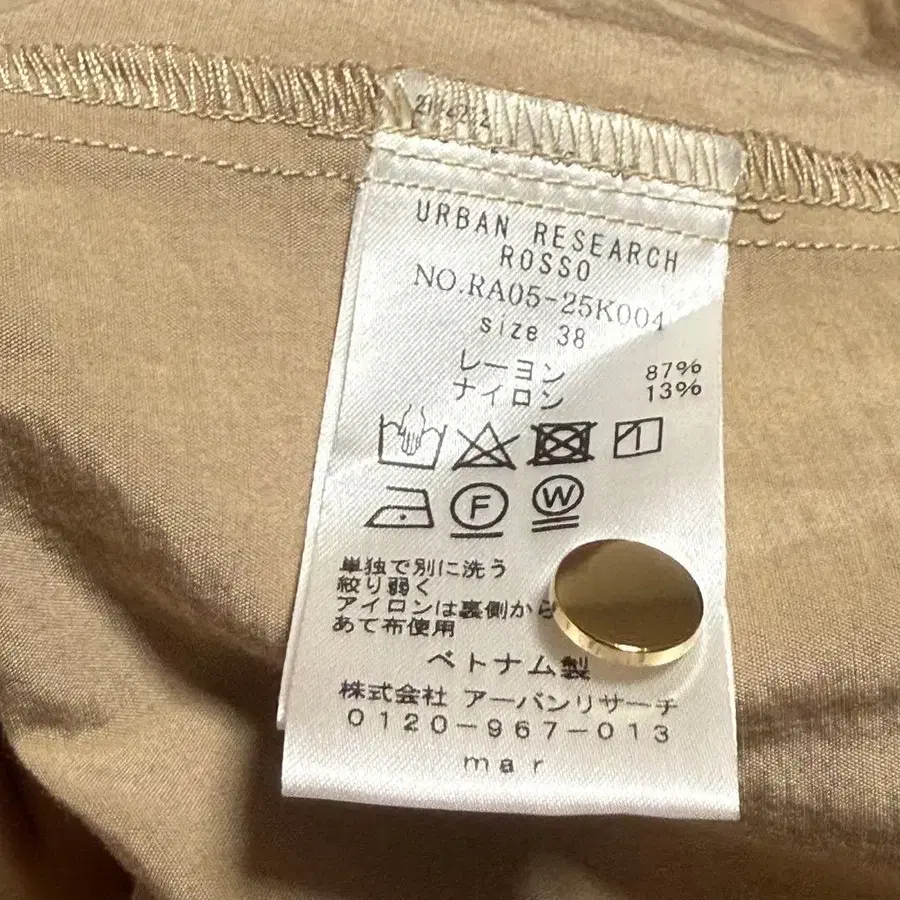 URBAN RESEARCH
ROSSO
NO.RA05-25K004
size 38
レーヨン 87%
ナイロン 13%
F W
単独で別に洗う
絞り弱く
アイロンは裏側から
あて布使用
ベトナム製
株式会社 アーバンリサーチ
0120-967-013
mar